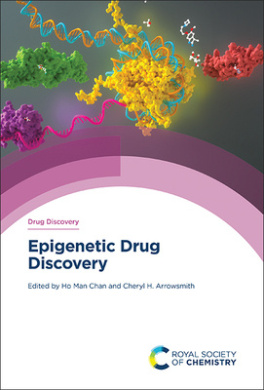 Drug Discovery
Epigenetic Drug
Discovery
Edited by Ho Man Chan and Cheryl H. Arrowsmith
ROYAL SOCIETY
OF CHEMISTRY